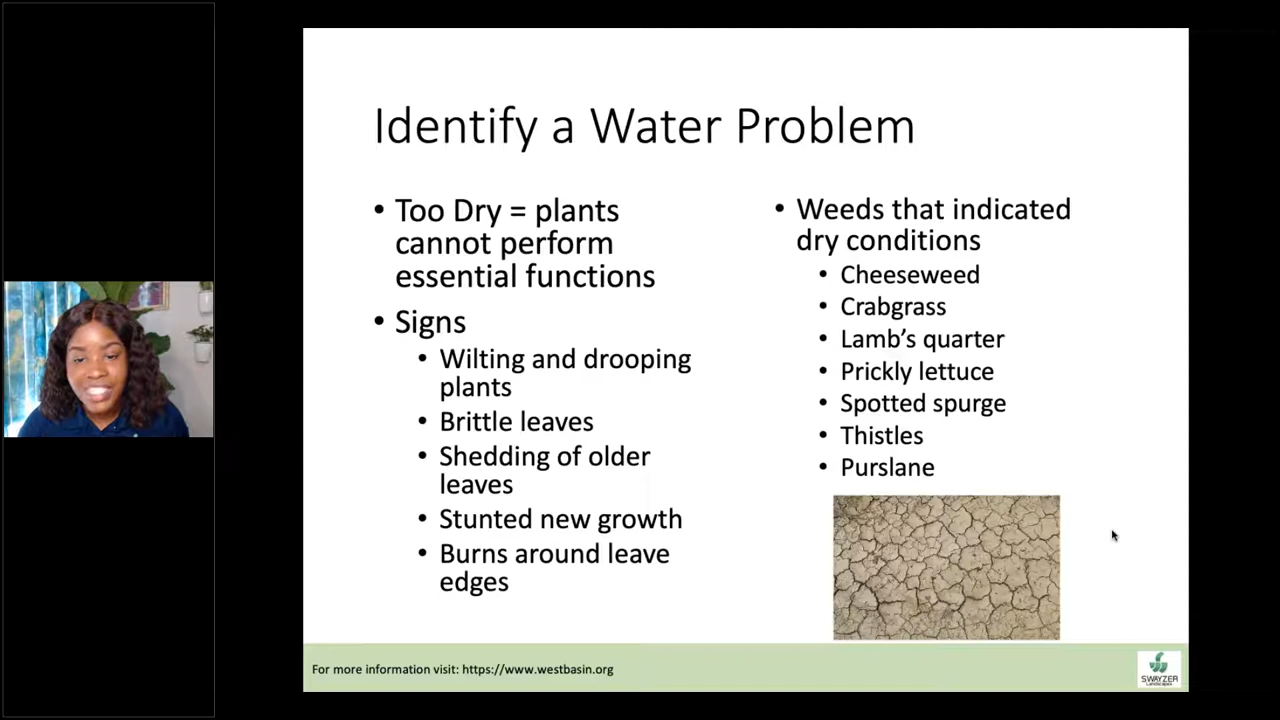 Identify a Water Problem
• Too Dry = plants
cannot perform
essential functions
• Signs
• Wilting and drooping
plants
• Brittle leaves
• Shedding of older
leaves
• Stunted new growth
• Burns around leave
edges
• Weeds that indicated
dry conditions
• Cheeseweed
• Crabgrass
• Lamb’s quarter
• Prickly lettuce
• Spotted spurge
• Thistles
• Purslane
For more information visit: https://www.westbasin.org
SWAYZER
LANDSCAPES